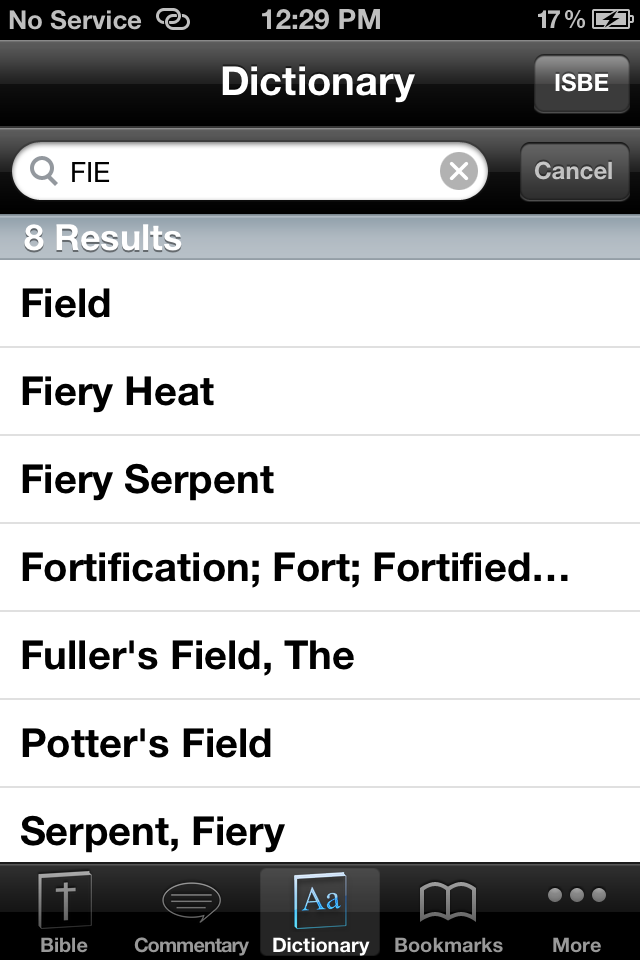 No Service 12:29 PM 17%
Dictionary ISBE
FIE Cancel
8 Results
Field
Fiery Heat
Fiery Serpent
Fortification; Fort; Fortified...
Fuller's Field, The
Potter's Field
Serpent, Fiery
Aa
Bible Commentary Dictionary Bookmarks More